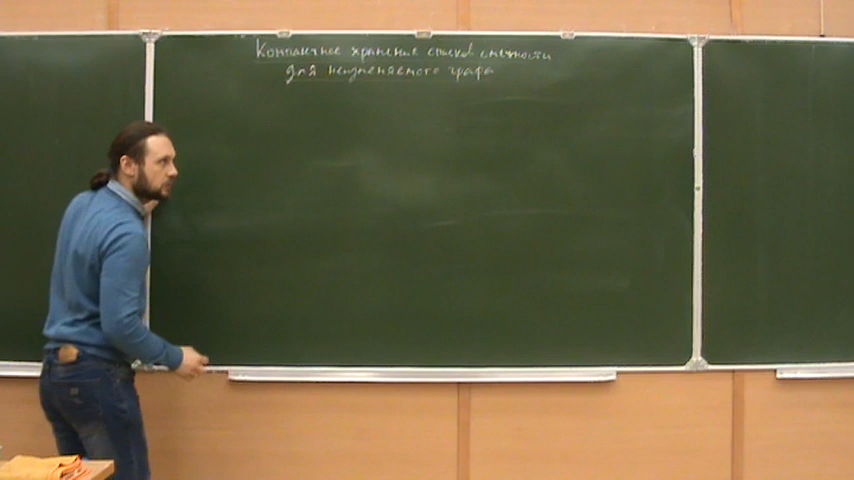 Компактное хранение списков смежности
для неизменяемого графа